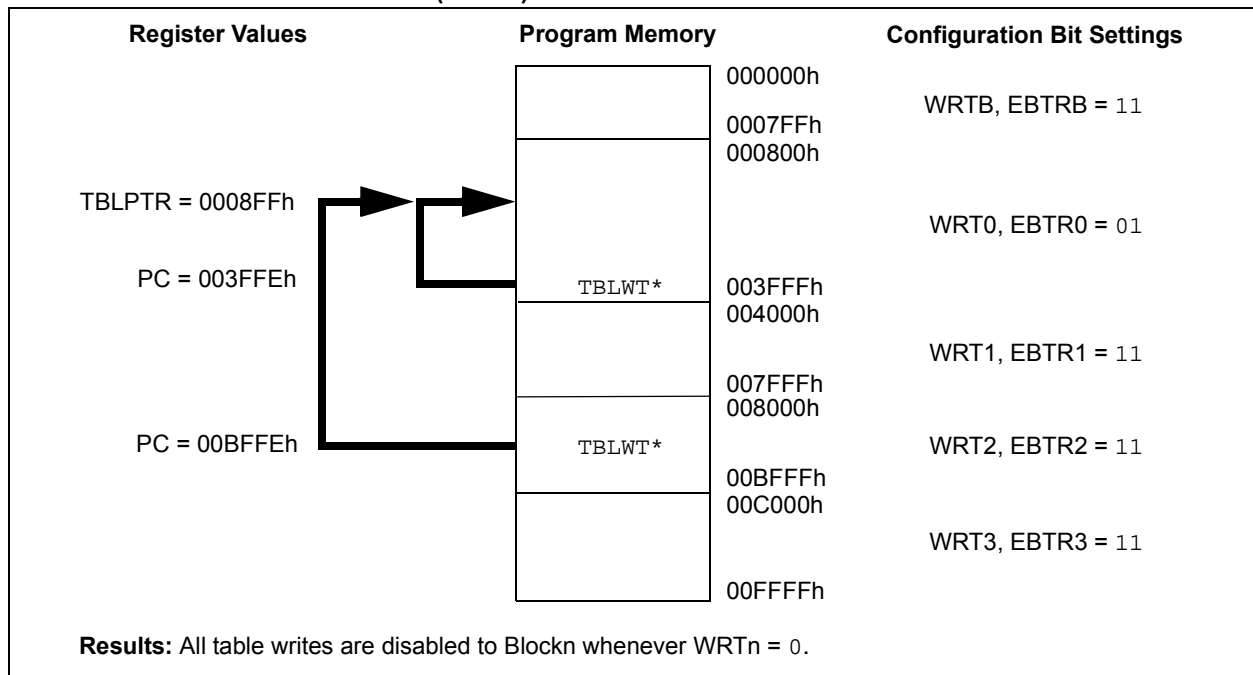 Register Values Program Memory Configuration Bit Settings
000000h
WRTB, EBTRB = 11
0007FFh
000800h
TBLPTR = 0008FFh
WRT0, EBTR0 = 01
PC = 003FFEh TBLWT* 003FFFh
004000h
WRT1, EBTR1 = 11
007FFFh
008000h
PC = 00BFFEh TBLWT* WRT2, EBTR2 = 11
00BFFFh
00C000h
WRT3, EBTR3 = 11
00FFFFh
Results: All table writes are disabled to Blockn whenever WRTn = 0.